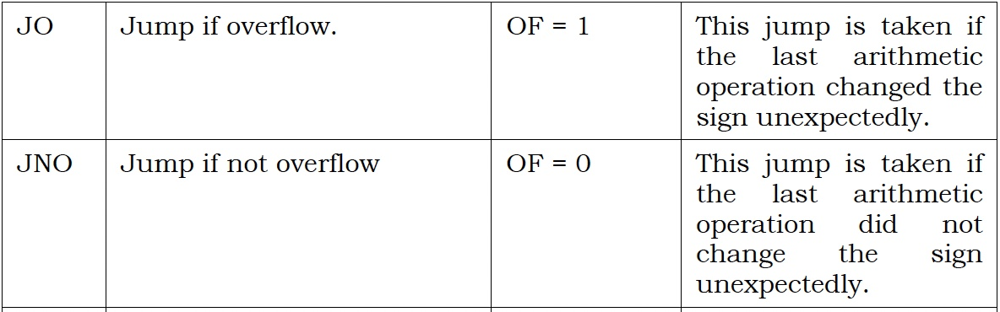 JO
Jump if overflow.
OF = 1
This jump is taken if
the last arithmetic
operation changed the
sign unexpectedly.
JNO
Jump if not overflow
OF = 0
This jump is taken if
the last arithmetic
operation did not
change the sign
unexpectedly.